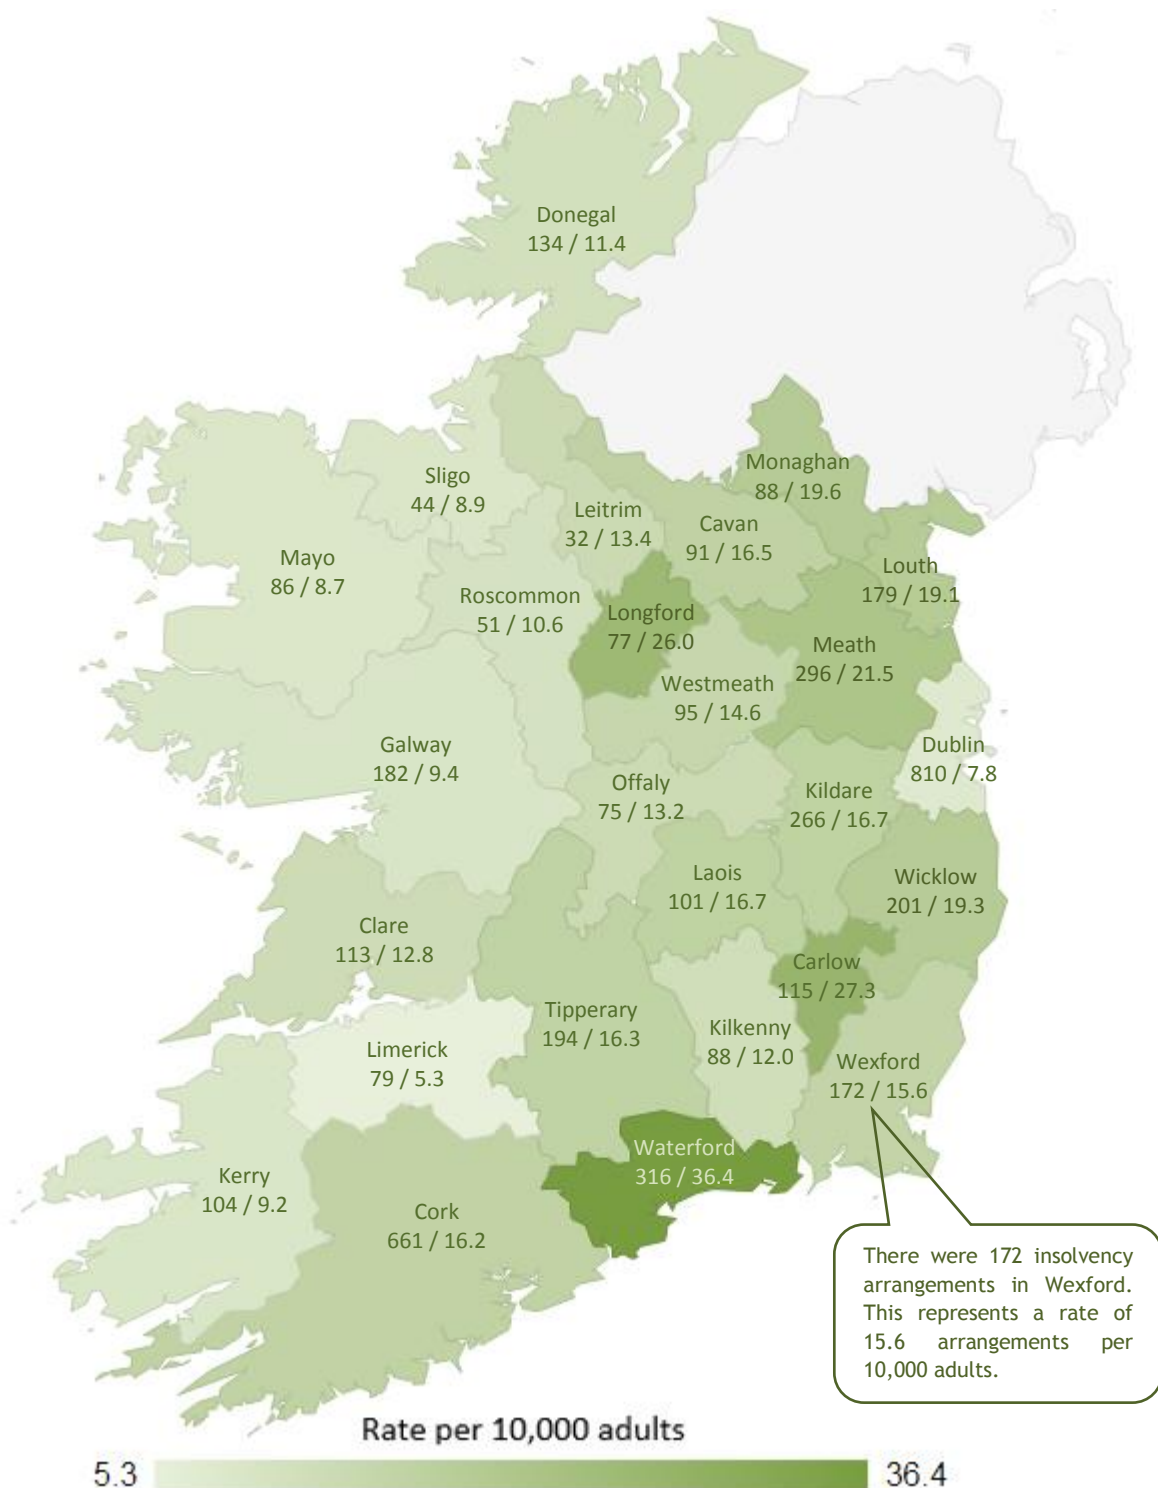 Donegal
134 / 11.4
Monaghan
88 / 19.6
Sligo
44 / 8.9
Leitrim
32 / 13.4
Cavan
91 / 16.5
Mayo
86 / 8.7
Louth
179 / 19.1
Roscommon
51 / 10.6
Longford
77 / 26.0
Meath
296 / 21.5
Westmeath
95 / 14.6
Galway
182 / 9.4
Dublin
810 / 7.8
Offaly
75 / 13.2
Kildare
266 / 16.7
Laois
101 / 16.7
Wicklow
201 / 19.3
Clare
113 / 12.8
Carlow
115 / 27.3
Tipperary
194 / 16.3
Kilkenny
88 / 12.0
Limerick
79 / 5.3
Wexford
172 / 15.6
Waterford
316 / 36.4
Kerry
104 / 9.2
Cork
661 / 16.2
There were 172 insolvency
arrangements in Wexford.
This represents a rate of
15.6 arrangements per
10,000 adults.
Rate per 10,000 adults
5.3 36.4